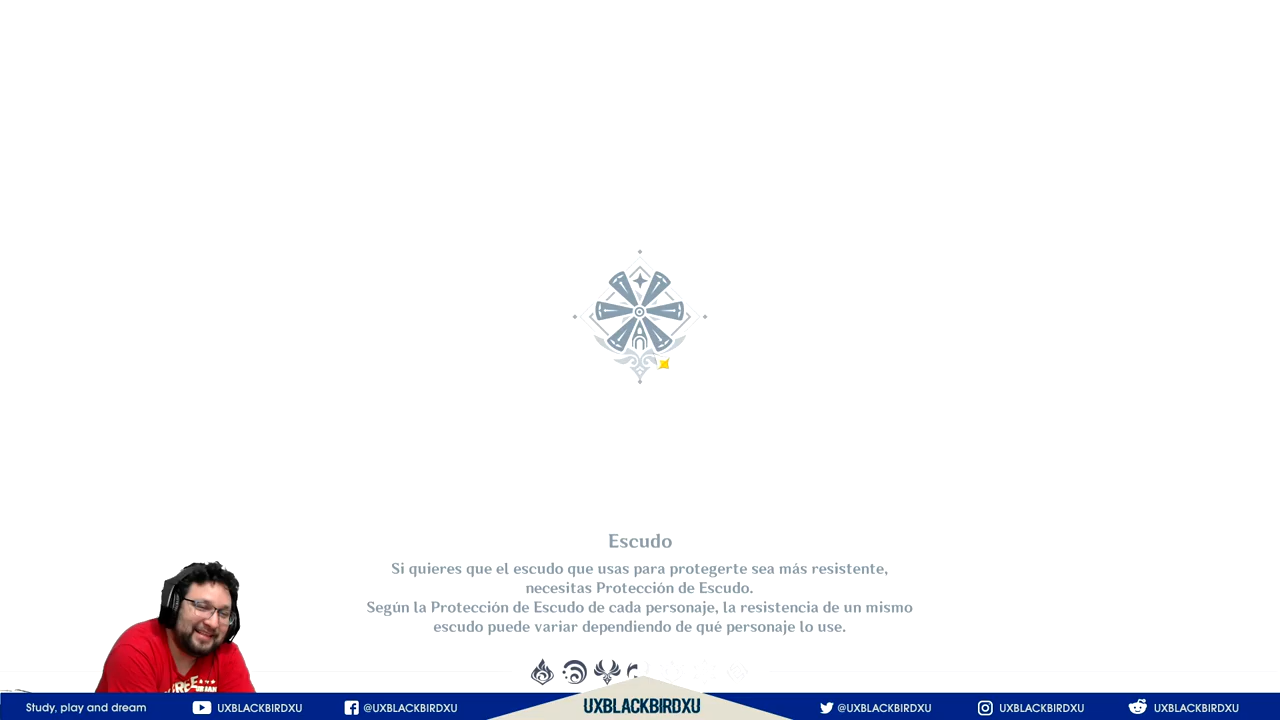 Escudo
Si quieres que el escudo que usas para protegerte sea más resistente,
necesitas Protección de Escudo.
Según la Protección de Escudo de cada personaje, la resistencia de un mismo
escudo puede variar dependiendo de qué personaje lo use.
Study, play and dream
UXBLACKBIRDXU
@UXBLACKBIRDXU
UXBLACKBIRDXU
@UXBLACKBIRDXU
UXBLACKBIRDXU
UXBLACKBIRDXU